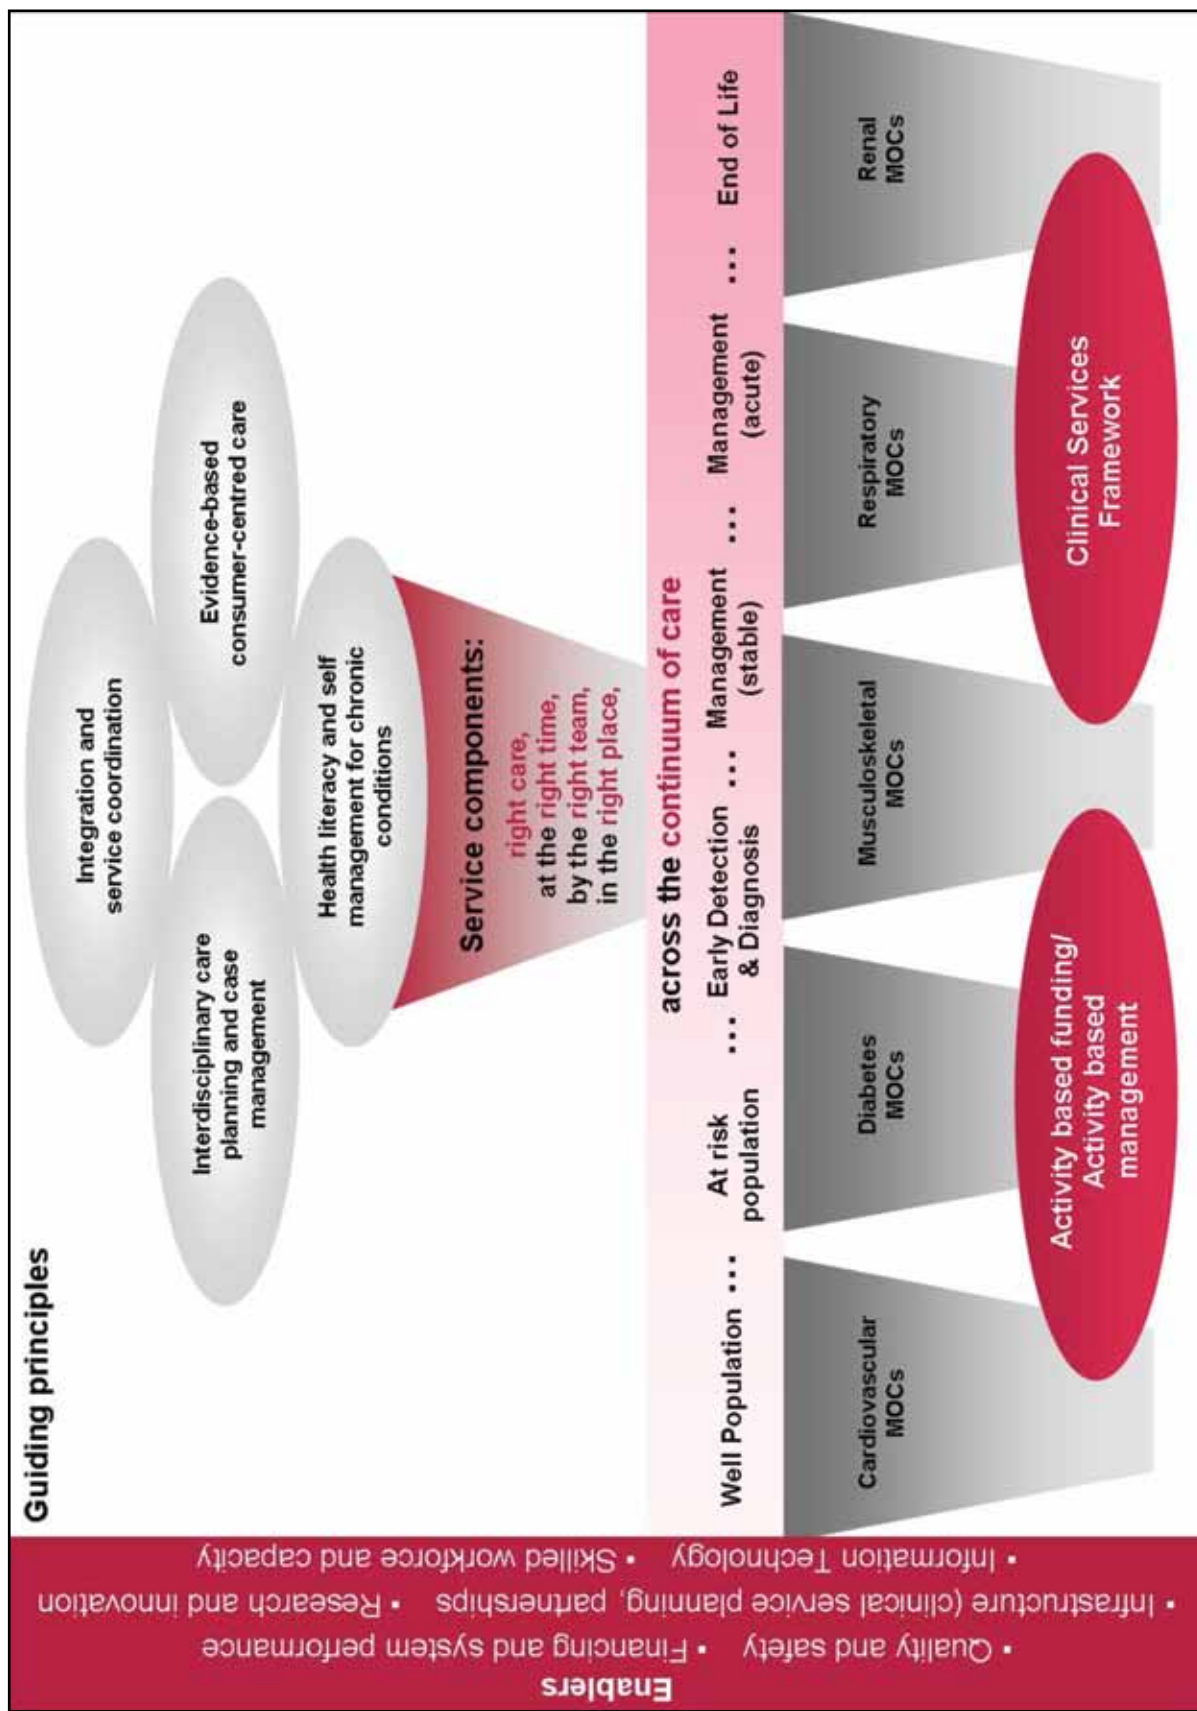 Guiding principles
Integration and
service coordination
Interdisciplinary care
planning and case
management
Evidence-based
consumer-centred care
Health literacy and self
management for chronic
conditions
Service components:
right care,
at the right time,
by the right team,
in the right place,
across the continuum of care
Well Population ...
At risk
population
...
Early Detection
& Diagnosis
...
Management
(stable)
...
Management
(acute)
...
End of Life
Cardiovascular
MOCs
Diabetes
MOCs
Musculoskeletal
MOCs
Respiratory
MOCs
Renal
MOCs
Activity based funding/
Activity based
management
Clinical Services
Framework
Enablers
• Quality and safety • Financing and system performance
• Infrastructure (clinical service planning, partnerships • Research and innovation
• Information Technology • Skilled workforce and capacity